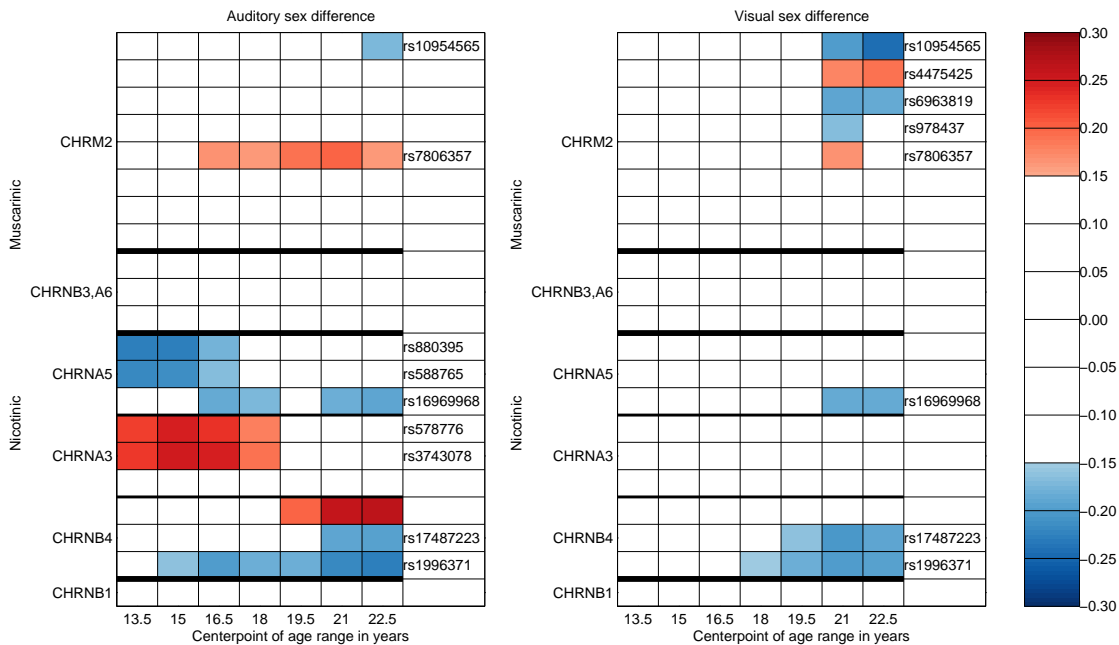 Auditory sex difference
Muscarinic
Nicotinic
CHRM2
CHRNB3,A6
CHRNA5
CHRNA3
CHRNB4
CHRNB1
rs10954565
rs7806357
rs880395
rs588765
rs16969968
rs578776
rs3743078
rs17487223
rs1996371
13.5 15 16.5 18 19.5 21 22.5
Centerpoint of age range in years
Visual sex difference
Muscarinic
Nicotinic
CHRM2
CHRNB3,A6
CHRNA5
CHRNA3
CHRNB4
CHRNB1
rs10954565
rs4475425
rs6963819
rs978437
rs7806357
rs16969968
rs17487223
rs1996371
13.5 15 16.5 18 19.5 21 22.5
Centerpoint of age range in years
0.30
0.25
0.20
0.15
0.10
0.05
0.00
−0.05
−0.10
−0.15
−0.20
−0.25
−0.30